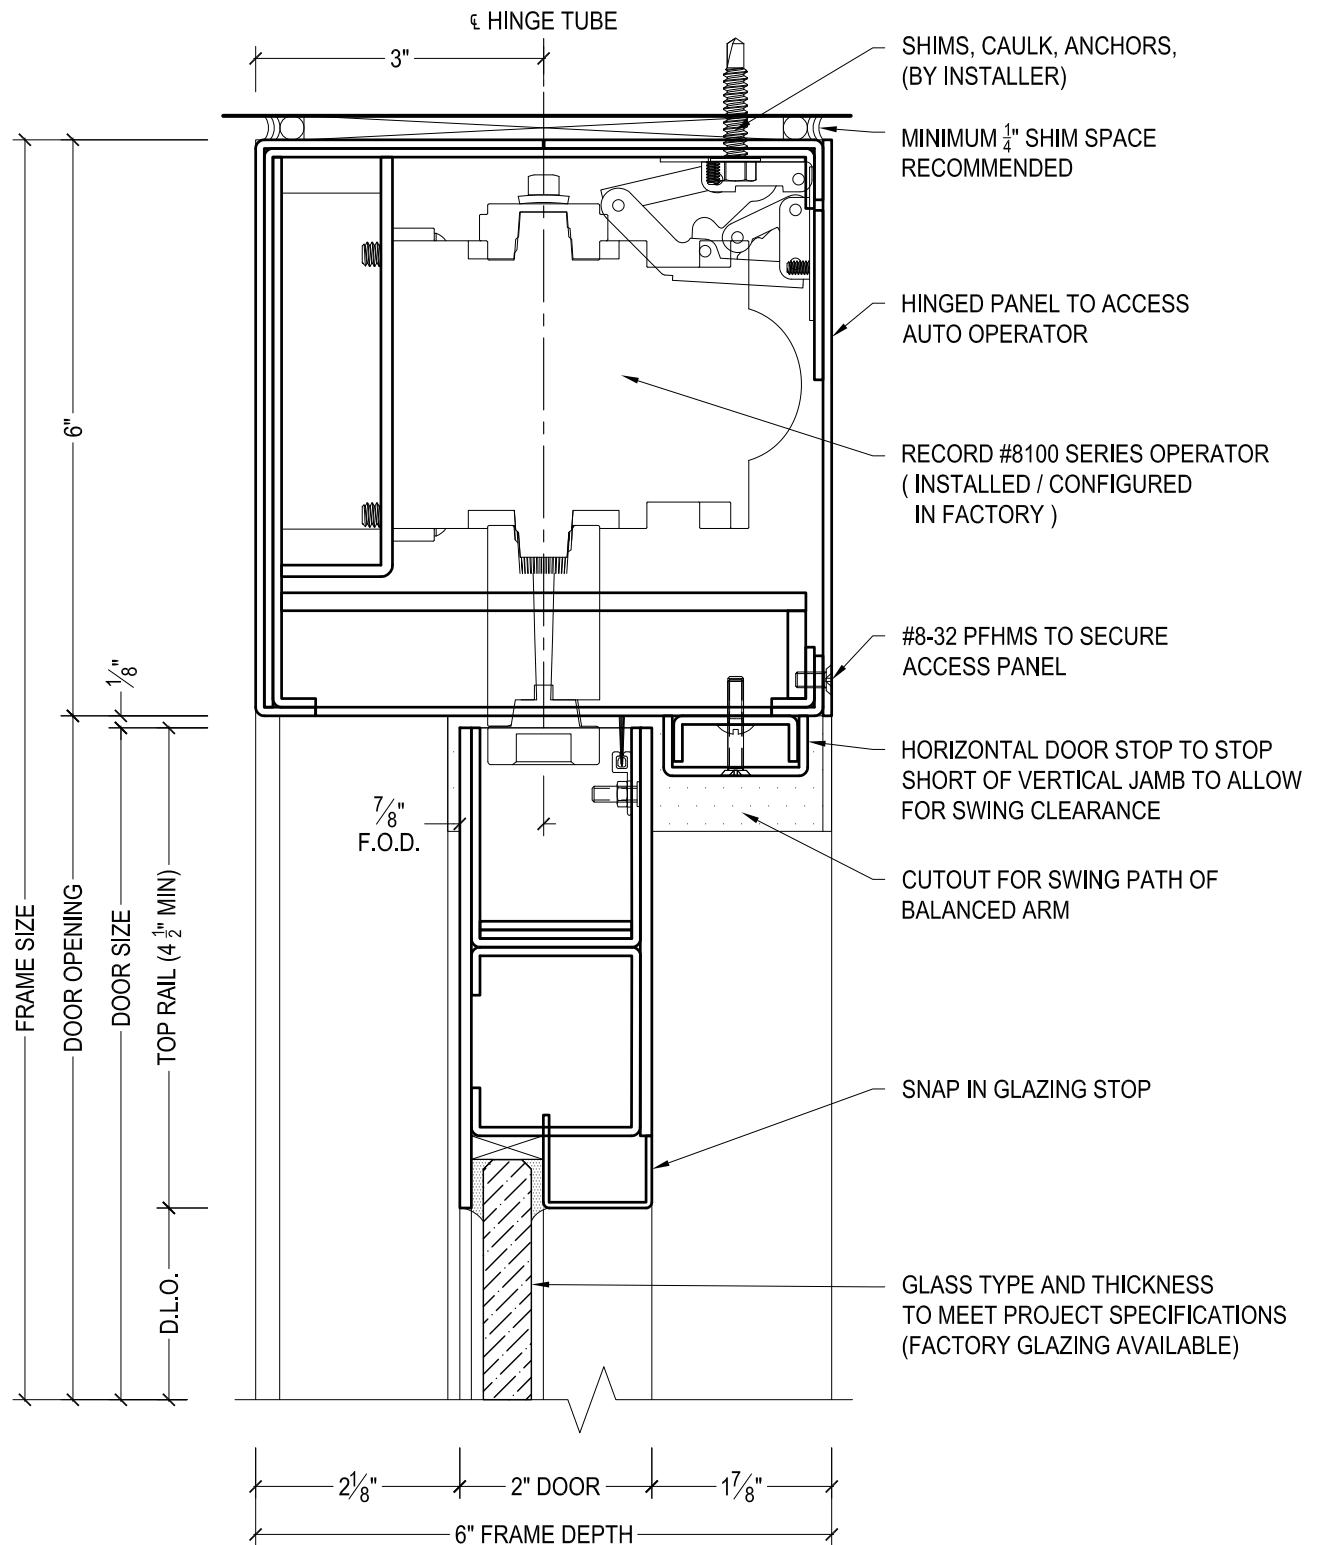 ℄ HINGE TUBE
3"
SHIMS, CAULK, ANCHORS,
(BY INSTALLER)
MINIMUM 1/4" SHIM SPACE
RECOMMENDED
HINGED PANEL TO ACCESS
AUTO OPERATOR
6"
RECORD #8100 SERIES OPERATOR
( INSTALLED / CONFIGURED
IN FACTORY )
#8-32 PFHMS TO SECURE
ACCESS PANEL
1/8"
HORIZONTAL DOOR STOP TO STOP
SHORT OF VERTICAL JAMB TO ALLOW
FOR SWING CLEARANCE
7/8"
F.O.D.
CUTOUT FOR SWING PATH OF
BALANCED ARM
FRAME SIZE
DOOR OPENING
DOOR SIZE
TOP RAIL (4 1/2" MIN)
SNAP IN GLAZING STOP
D.L.O.
GLASS TYPE AND THICKNESS
TO MEET PROJECT SPECIFICATIONS
(FACTORY GLAZING AVAILABLE)
2 1/8"
2" DOOR
1 7/8"
6" FRAME DEPTH